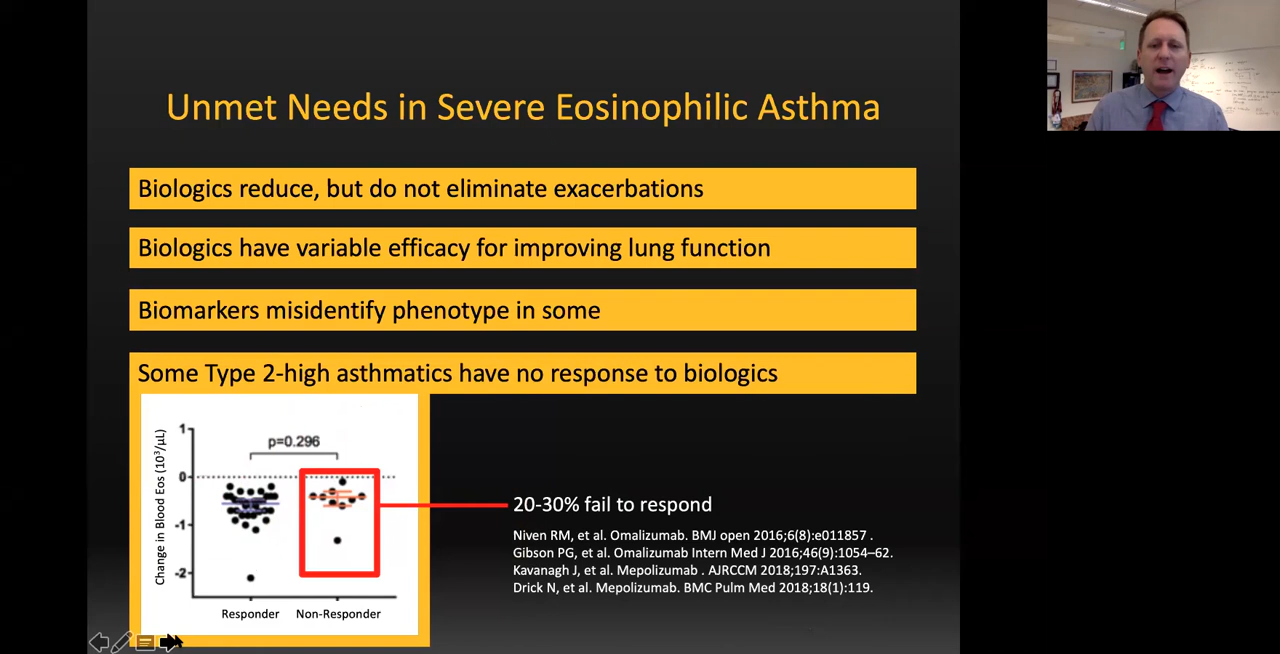 Unmet Needs in Severe Eosinophilic Asthma
Biologics reduce, but do not eliminate exacerbations
Biologics have variable efficacy for improving lung function
Biomarkers misidentify phenotype in some
Some Type 2-high asthmatics have no response to biologics
Change in Blood Eos (10³/µL)
1
p=0.296
0
-1
-2
Responder
Non-Responder
20-30% fail to respond
Niven RM, et al. Omalizumab. BMJ open 2016;6(8):e011857 .
Gibson PG, et al. Omalizumab Intern Med J 2016;46(9):1054–62.
Kavanagh J, et al. Mepolizumab . AJRCCM 2018;197:A1363.
Drick N, et al. Mepolizumab. BMC Pulm Med 2018;18(1):119.